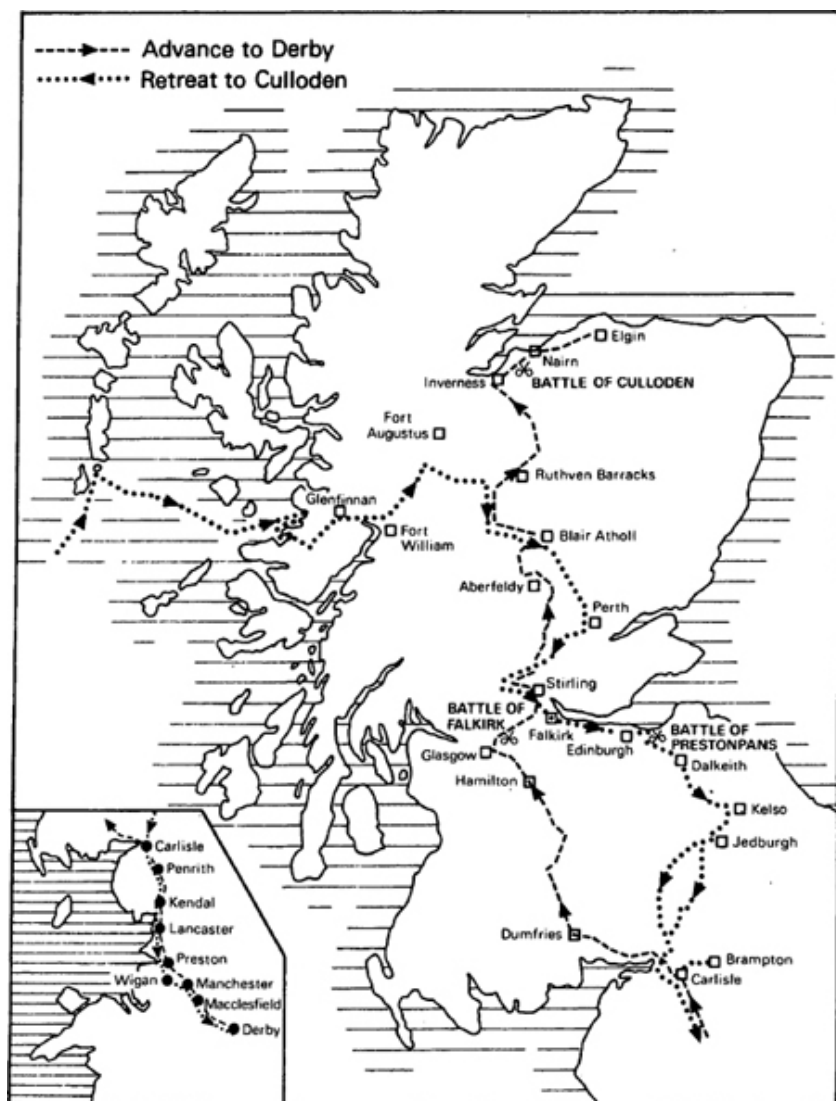 Advance to Derby
Retreat to Culloden
Elgin
Nairn
Inverness
BATTLE OF CULLODEN
Fort
Augustus
Ruthven Barracks
Glenfinnan
Fort
William
Blair Atholl
Aberfeldy
Perth
Stirling
BATTLE OF
FALKIRK
Falkirk
Edinburgh
BATTLE OF
PRESTONPANS
Glasgow
Dalkeith
Hamilton
Kelso
Jedburgh
Dumfries
Brampton
Carlisle
Carlisle
Penrith
Kendal
Lancaster
Preston
Wigan
Manchester
Macclesfield
Derby